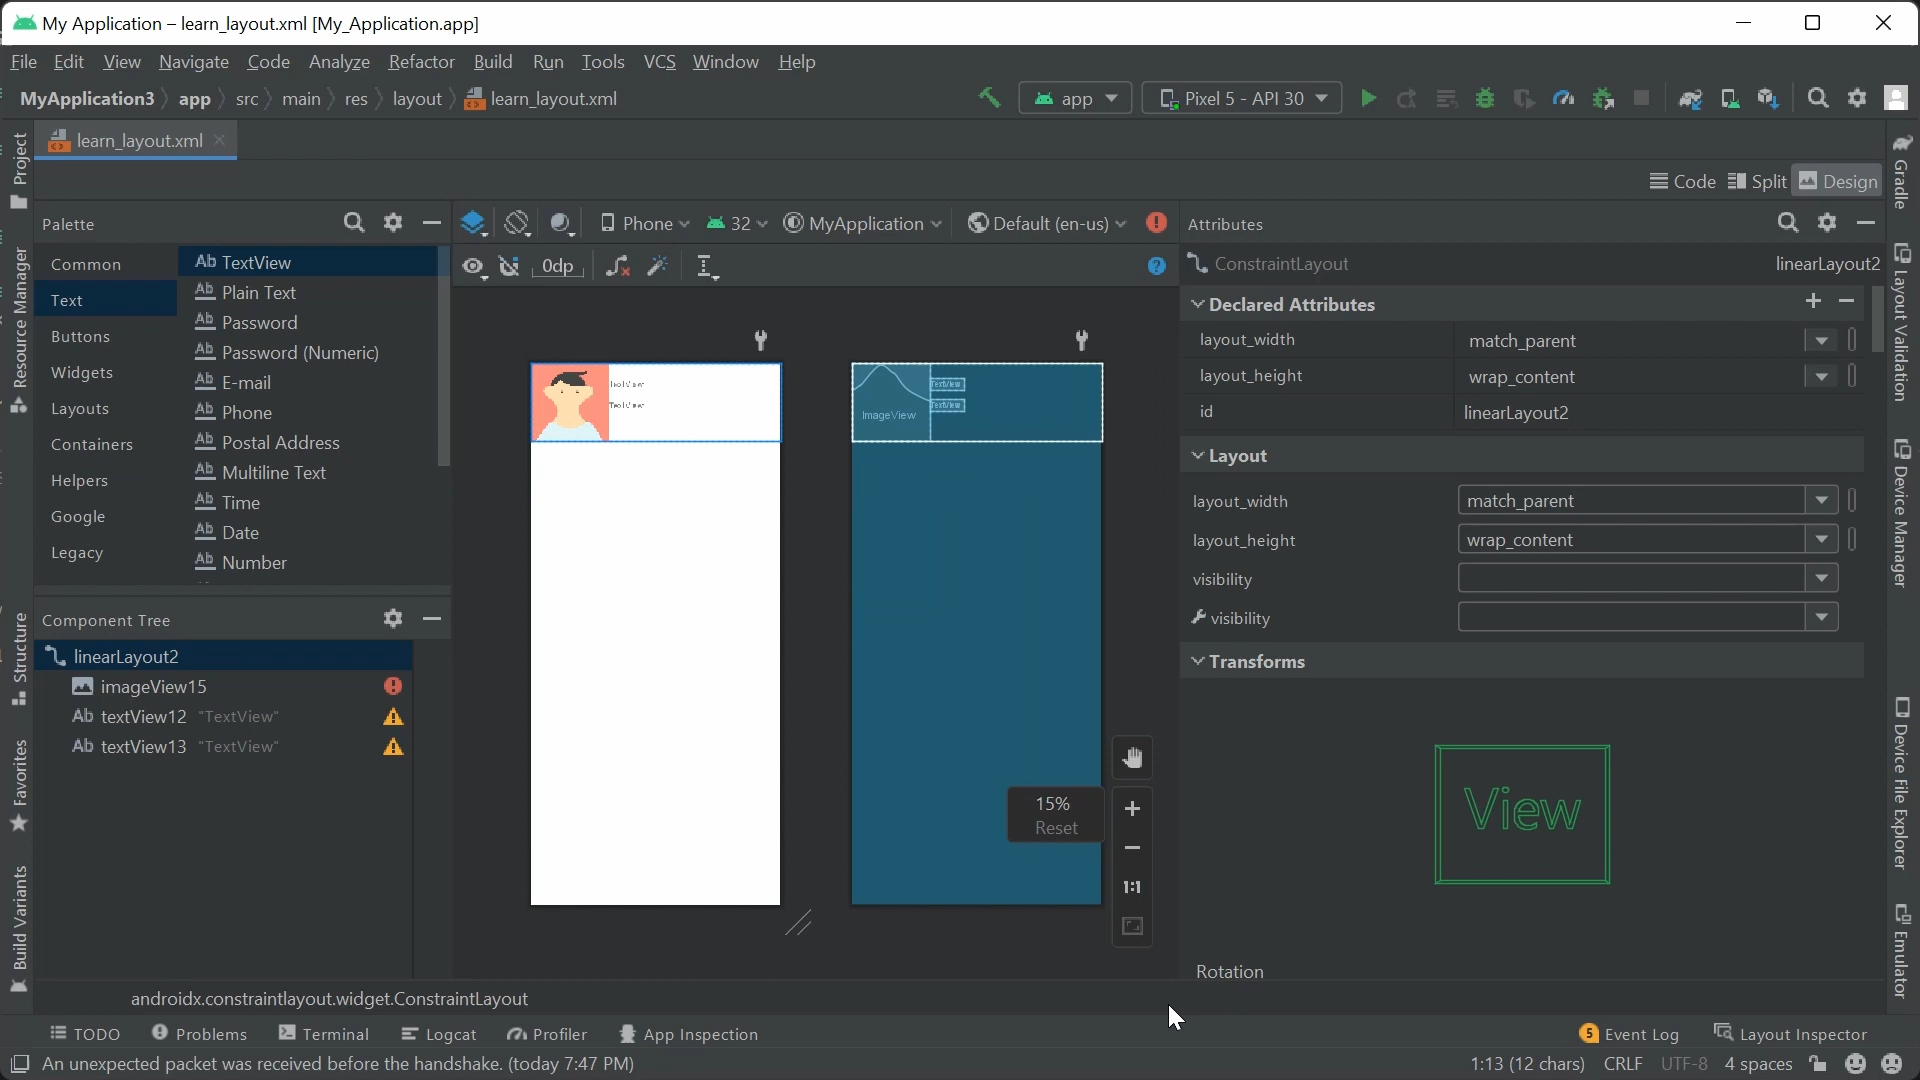 My Application – learn_layout.xml [My_Application.app]
File Edit View Navigate Code Analyze Refactor Build Run Tools VCS Window Help
MyApplication3 app src main res layout learn_layout.xml
app Pixel 5 - API 30
learn_layout.xml
Code Split Design
Palette
Phone 32 MyApplication Default (en-us)
0dp
Common
Text
Buttons
Widgets
Layouts
Containers
Helpers
Google
Legacy
Ab TextView
Ab Plain Text
Ab Password
Ab Password (Numeric)
Ab E-mail
Ab Phone
Ab Postal Address
Ab Multiline Text
Ab Time
Ab Date
Ab Number
Component Tree
linearLayout2
imageView15
Ab textView12 "TextView"
Ab textView13 "TextView"
TextView
TextView
TextView
TextView
ImageView
15%
Reset
1:1
Attributes
ConstraintLayout linearLayout2
Declared Attributes
layout_width match_parent
layout_height wrap_content
id linearLayout2
Layout
layout_width match_parent
layout_height wrap_content
visibility
visibility
Transforms
View
Rotation
Project
Resource Manager
Structure
Favorites
Build Variants
Gradle
Layout Validation
Device Manager
Device File Explorer
Emulator
androidx.constraintlayout.widget.ConstraintLayout
TODO Problems Terminal Logcat Profiler App Inspection 5 Event Log Layout Inspector
An unexpected packet was received before the handshake. (today 7:47 PM) 1:13 (12 chars) CRLF UTF-8 4 spaces